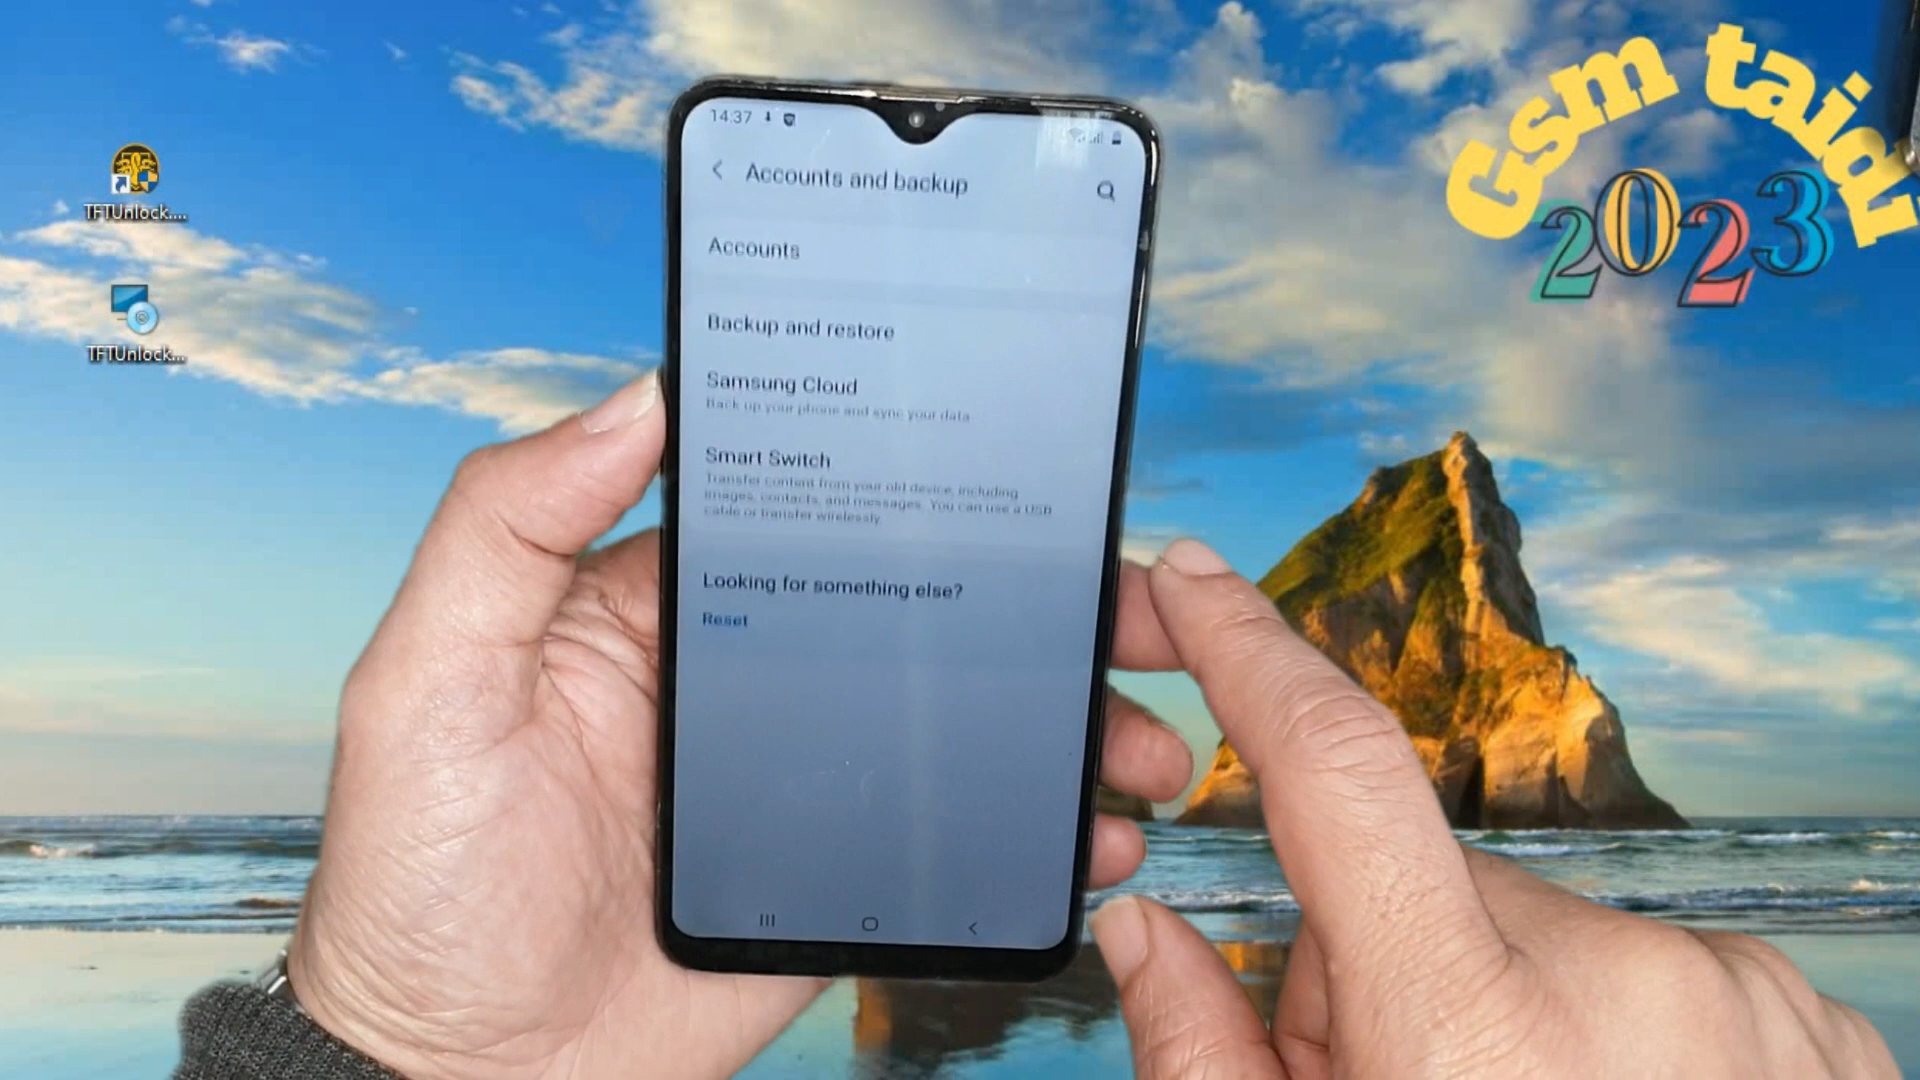 Gsm taidi
2023
TFTUnlock....
TFTUnlock...
14:37
Accounts and backup
Accounts
Backup and restore
Samsung Cloud
Back up your phone and sync your data.
Smart Switch
Transfer content from your old device, including
images, contacts, and messages. You can use a USB
cable or transfer wirelessly.
Looking for something else?
Reset